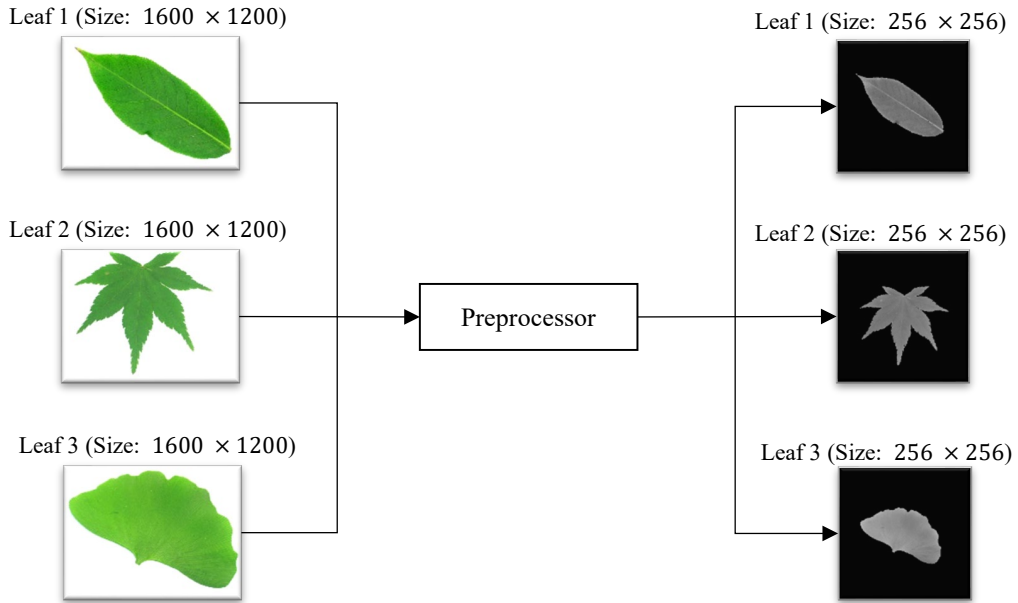 Leaf 1 (Size: 1600 × 1200)
Leaf 2 (Size: 1600 × 1200)
Leaf 3 (Size: 1600 × 1200)
Preprocessor
Leaf 1 (Size: 256 × 256)
Leaf 2 (Size: 256 × 256)
Leaf 3 (Size: 256 × 256)